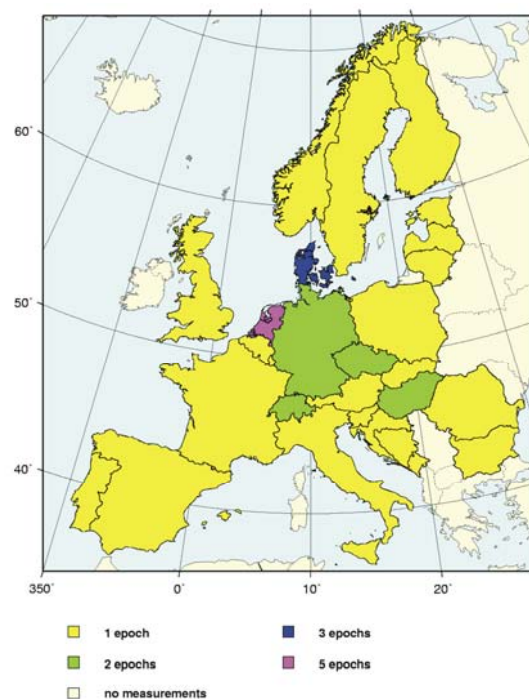 60˚
50˚
40˚
350˚ 0˚ 10˚ 20˚
1 epoch 3 epochs
2 epochs 5 epochs
no measurements